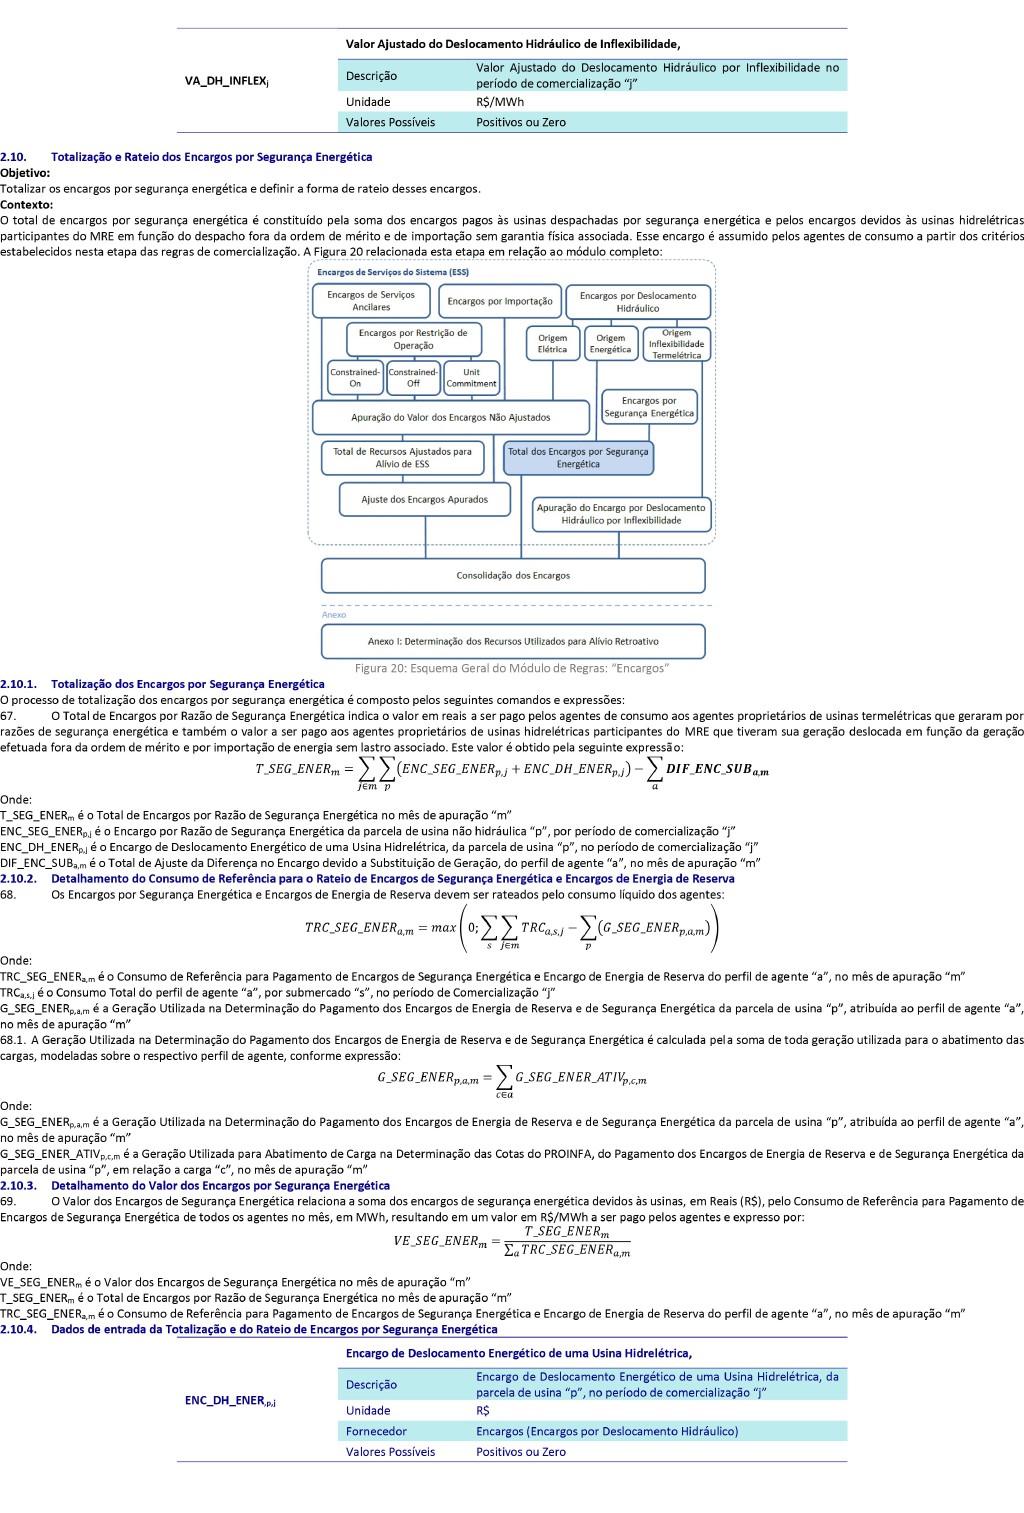 Valor Ajustado do Deslocamento Hidráulico de Inflexibilidade,
VA_DH_INFLEXj
Descrição
Valor Ajustado do Deslocamento Hidráulico por Inflexibilidade no
período de comercialização “j”
Unidade
R$/MWh
Valores Possíveis
Positivos ou Zero
2.10. Totalização e Rateio dos Encargos por Segurança Energética
Objetivo:
Totalizar os encargos por segurança energética e definir a forma de rateio desses encargos.
Contexto:
O total de encargos por segurança energética é constituído pela soma dos encargos pagos às usinas despachadas por segurança energética e pelos encargos devidos às usinas hidrelétricas
participantes do MRE em função do despacho fora da ordem de mérito e de importação sem garantia física associada. Esse encargo é assumido pelos agentes de consumo a partir dos critérios
estabelecidos nesta etapa das regras de comercialização. A Figura 20 relacionada esta etapa em relação ao módulo completo:
Encargos de Serviços do Sistema (ESS)
Encargos de Serviços
Ancilares
Encargos por Importação
Encargos por Deslocamento
Hidráulico
Encargos por Restrição de
Operação
Origem
Elétrica
Origem
Energética
Origem
Inflexibilidade
Termelétrica
Constrained-
On
Constrained-
Off
Unit
Commitment
Encargos por
Segurança Energética
Apuração do Valor dos Encargos Não Ajustados
Total de Recursos Ajustados para
Alívio de ESS
Total dos Encargos por Segurança
Energética
Ajuste dos Encargos Apurados
Apuração do Encargo por Deslocamento
Hidráulico por Inflexibilidade
Consolidação dos Encargos
Anexo
Anexo I: Determinação dos Recursos Utilizados para Alívio Retroativo
Figura 20: Esquema Geral do Módulo de Regras: “Encargos”
2.10.1. Totalização dos Encargos por Segurança Energética
O processo de totalização dos encargos por segurança energética é composto pelos seguintes comandos e expressões:
67. O Total de Encargos por Razão de Segurança Energética indica o valor em reais a ser pago pelos agentes de consumo aos agentes proprietários de usinas termelétricas que geraram por
razões de segurança energética e também o valor a ser pago aos agentes proprietários de usinas hidrelétricas participantes do MRE que tiveram sua geração deslocada em função da geração
efetuada fora da ordem de mérito e por importação de energia sem lastro associado. Este valor é obtido pela seguinte expressão:
T_SEG_ENERm = ∑j∈m ∑p (ENC_SEG_ENERp,j + ENC_DH_ENERp,j) − ∑a DIF_ENC_SUBa,m
Onde:
T_SEG_ENERm é o Total de Encargos por Razão de Segurança Energética no mês de apuração “m”
ENC_SEG_ENERp,j é o Encargo por Razão de Segurança Energética da parcela de usina não hidráulica “p”, por período de comercialização “j”
ENC_DH_ENERp,j é o Encargo de Deslocamento Energético de uma Usina Hidrelétrica, da parcela de usina “p”, no período de comercialização “j”
DIF_ENC_SUBa,m é o Total de Ajuste da Diferença no Encargo devido a Substituição de Geração, do perfil de agente “a”, no mês de apuração “m”
2.10.2. Detalhamento do Consumo de Referência para o Rateio de Encargos de Segurança Energética e Encargos de Energia de Reserva
68. Os Encargos por Segurança Energética e Encargos de Energia de Reserva devem ser rateados pelo consumo líquido dos agentes:
TRC_SEG_ENERa,m = max (0; ∑s ∑j∈m TRCa,s,j − ∑p (G_SEG_ENERp,a,m))
Onde:
TRC_SEG_ENERa,m é o Consumo de Referência para Pagamento de Encargos de Segurança Energética e Encargo de Energia de Reserva do perfil de agente “a”, no mês de apuração “m”
TRCa,s,j é o Consumo Total do perfil de agente “a”, por submercado “s”, no período de Comercialização “j”
G_SEG_ENERp,a,m é a Geração Utilizada na Determinação do Pagamento dos Encargos de Energia de Reserva e de Segurança Energética da parcela de usina “p”, atribuída ao perfil de agente “a”,
no mês de apuração “m”
68.1. A Geração Utilizada na Determinação do Pagamento dos Encargos de Energia de Reserva e de Segurança Energética é calculada pela soma de toda geração utilizada para o abatimento das
cargas, modeladas sobre o respectivo perfil de agente, conforme expressão:
G_SEG_ENERp,a,m = ∑c∈a G_SEG_ENER_ATIVp,c,m
Onde:
G_SEG_ENERp,a,m é a Geração Utilizada na Determinação do Pagamento dos Encargos de Energia de Reserva e de Segurança Energética da parcela de usina “p”, atribuída ao perfil de agente “a”,
no mês de apuração “m”
G_SEG_ENER_ATIVp,c,m é a Geração Utilizada para Abatimento de Carga na Determinação das Cotas do PROINFA, do Pagamento dos Encargos de Energia de Reserva e de Segurança Energética da
parcela de usina “p”, em relação a carga “c”, no mês de apuração “m”
2.10.3. Detalhamento do Valor dos Encargos por Segurança Energética
69. O Valor dos Encargos de Segurança Energética relaciona a soma dos encargos de segurança energética devidos às usinas, em Reais (R$), pelo Consumo de Referência para Pagamento de
Encargos de Segurança Energética de todos os agentes no mês, em MWh, resultando em um valor em R$/MWh a ser pago pelos agentes e expresso por:
VE_SEG_ENERm = T_SEG_ENERm / ∑a TRC_SEG_ENERa,m
Onde:
VE_SEG_ENERm é o Valor dos Encargos de Segurança Energética no mês de apuração “m”
T_SEG_ENERm é o Total de Encargos por Razão de Segurança Energética no mês de apuração “m”
TRC_SEG_ENERa,m é o Consumo de Referência para Pagamento de Encargos de Segurança Energética e Encargo de Energia de Reserva do perfil de agente “a”, no mês de apuração “m”
2.10.4. Dados de entrada da Totalização e do Rateio de Encargos por Segurança Energética
Encargo de Deslocamento Energético de uma Usina Hidrelétrica,
ENC_DH_ENER,p,j
Descrição
Encargo de Deslocamento Energético de uma Usina Hidrelétrica, da
parcela de usina “p”, no período de comercialização “j”
Unidade
R$
Fornecedor
Encargos (Encargos por Deslocamento Hidráulico)
Valores Possíveis
Positivos ou Zero